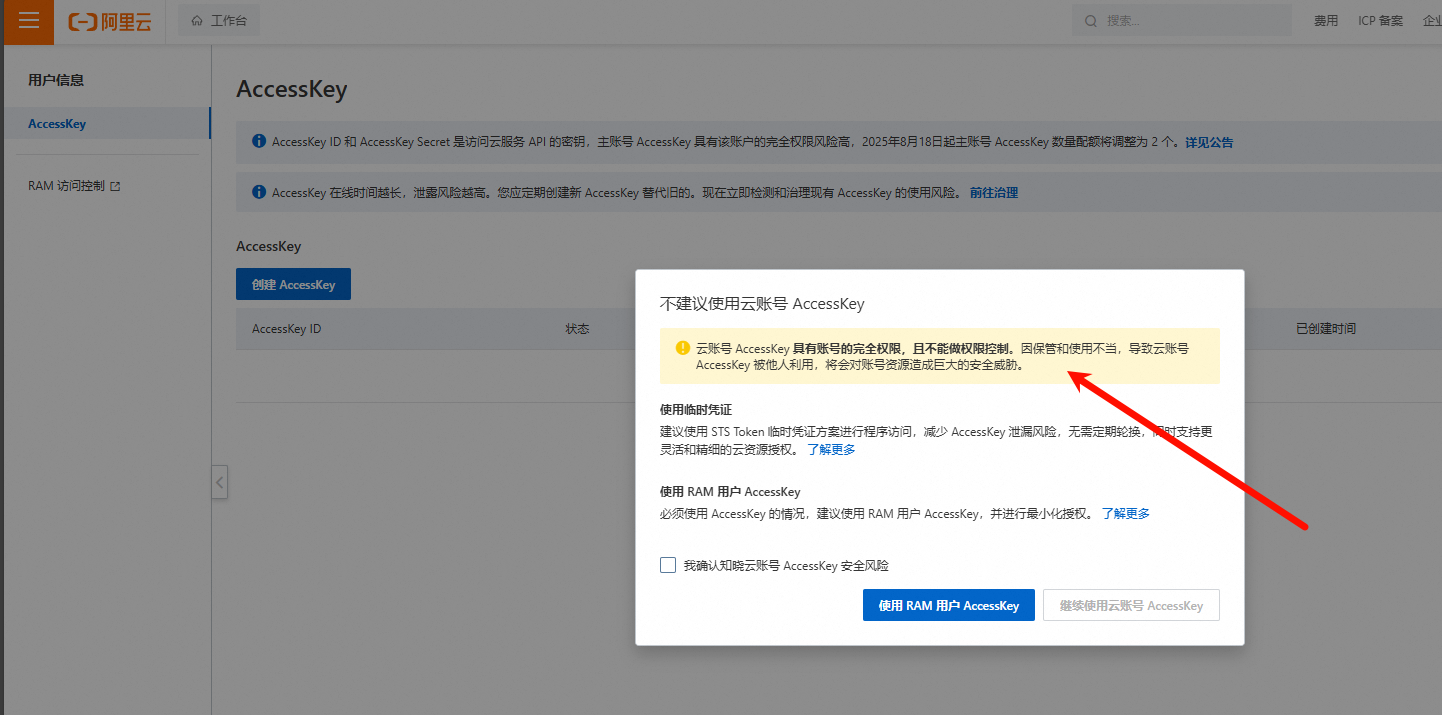 阿里云
工作台
搜索...
费用
ICP 备案
用户信息
AccessKey
RAM 访问控制
AccessKey
AccessKey ID 和 AccessKey Secret 是访问云服务 API 的密钥，主账号 AccessKey 具有该账户的完全权限风险高，2025年8月18日起主账号 AccessKey 数量配额将调整为 2 个。详见公告
AccessKey 在线时间越长，泄露风险越高。您应定期创建新 AccessKey 替代旧的。现在立即检测和治理现有 AccessKey 的使用风险。 前往治理
AccessKey
创建 AccessKey
AccessKey ID
状态
已创建时间
不建议使用云账号 AccessKey
云账号 AccessKey 具有账号的完全权限，且不能做权限控制。因保管和使用不当，导致云账号
AccessKey 被他人利用，将会对账号资源造成巨大的安全威胁。
使用临时凭证
建议使用 STS Token 临时凭证方案进行程序访问，减少 AccessKey 泄漏风险，无需定期轮换，同时支持更
灵活和精细的云资源授权。 了解更多
使用 RAM 用户 AccessKey
必须使用 AccessKey 的情况，建议使用 RAM 用户 AccessKey，并进行最小化授权。 了解更多
我确认知晓云账号 AccessKey 安全风险
使用 RAM 用户 AccessKey
继续使用云账号 AccessKey